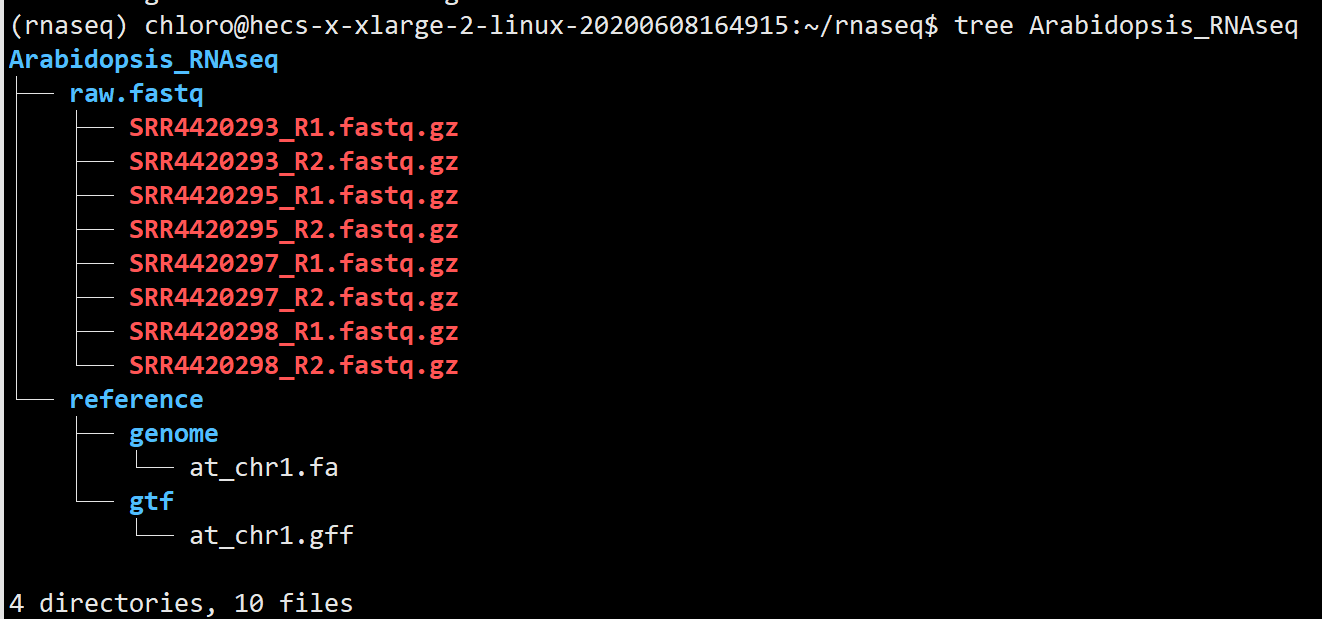 (rnaseq) chloro@hecs-x-xlarge-2-linux-20200608164915:~/rnaseq$ tree Arabidopsis_RNAseq
Arabidopsis_RNAseq
├── raw.fastq
│   ├── SRR4420293_R1.fastq.gz
│   ├── SRR4420293_R2.fastq.gz
│   ├── SRR4420295_R1.fastq.gz
│   ├── SRR4420295_R2.fastq.gz
│   ├── SRR4420297_R1.fastq.gz
│   ├── SRR4420297_R2.fastq.gz
│   ├── SRR4420298_R1.fastq.gz
│   └── SRR4420298_R2.fastq.gz
└── reference
    ├── genome
    │   └── at_chr1.fa
    └── gtf
        └── at_chr1.gff

4 directories, 10 files